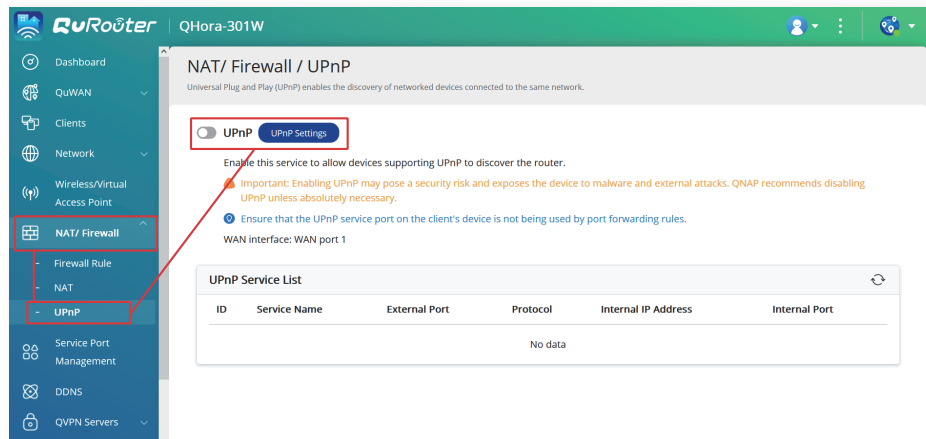 QuRoûter
QHora-301W
Dashboard
QuWAN
Clients
Network
Wireless/Virtual
Access Point
NAT/ Firewall
- Firewall Rule
- NAT
- UPnP
Service Port
Management
DDNS
QVPN Servers
NAT/ Firewall / UPnP
Universal Plug and Play (UPnP) enables the discovery of networked devices connected to the same network.
UPnP UPnP Settings
Enable this service to allow devices supporting UPnP to discover the router.
Important: Enabling UPnP may pose a security risk and exposes the device to malware and external attacks. QNAP recommends disabling
UPnP unless absolutely necessary.
Ensure that the UPnP service port on the client's device is not being used by port forwarding rules.
WAN interface: WAN port 1
UPnP Service List
ID Service Name External Port Protocol Internal IP Address Internal Port
No data